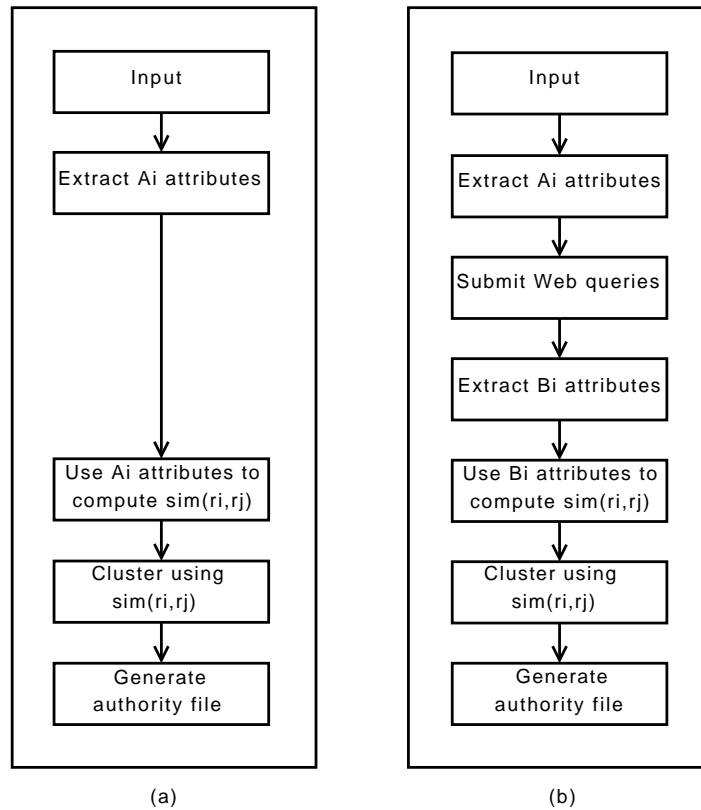 Input
Extract Ai attributes
Use Ai attributes to
compute sim(ri,rj)
Cluster using
sim(ri,rj)
Generate
authority file
(a)
Input
Extract Ai attributes
Submit Web queries
Extract Bi attributes
Use Bi attributes to
compute sim(ri,rj)
Cluster using
sim(ri,rj)
Generate
authority file
(b)